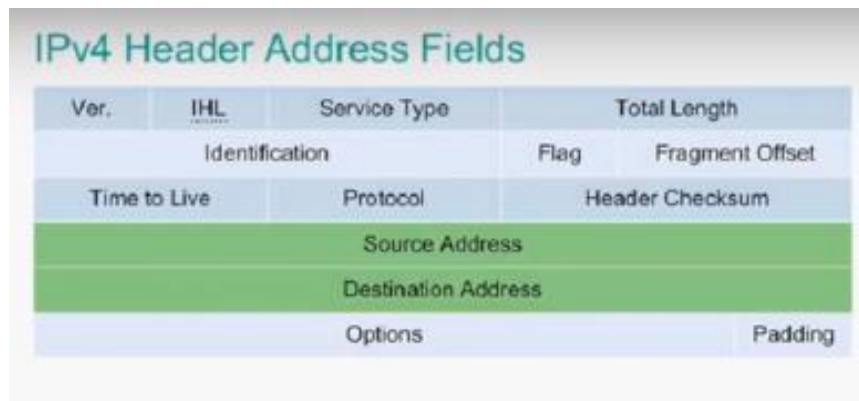 IPv4 Header Address Fields
Ver. IHL Service Type Total Length
Identification Flag Fragment Offset
Time to Live Protocol Header Checksum
Source Address
Destination Address
Options Padding